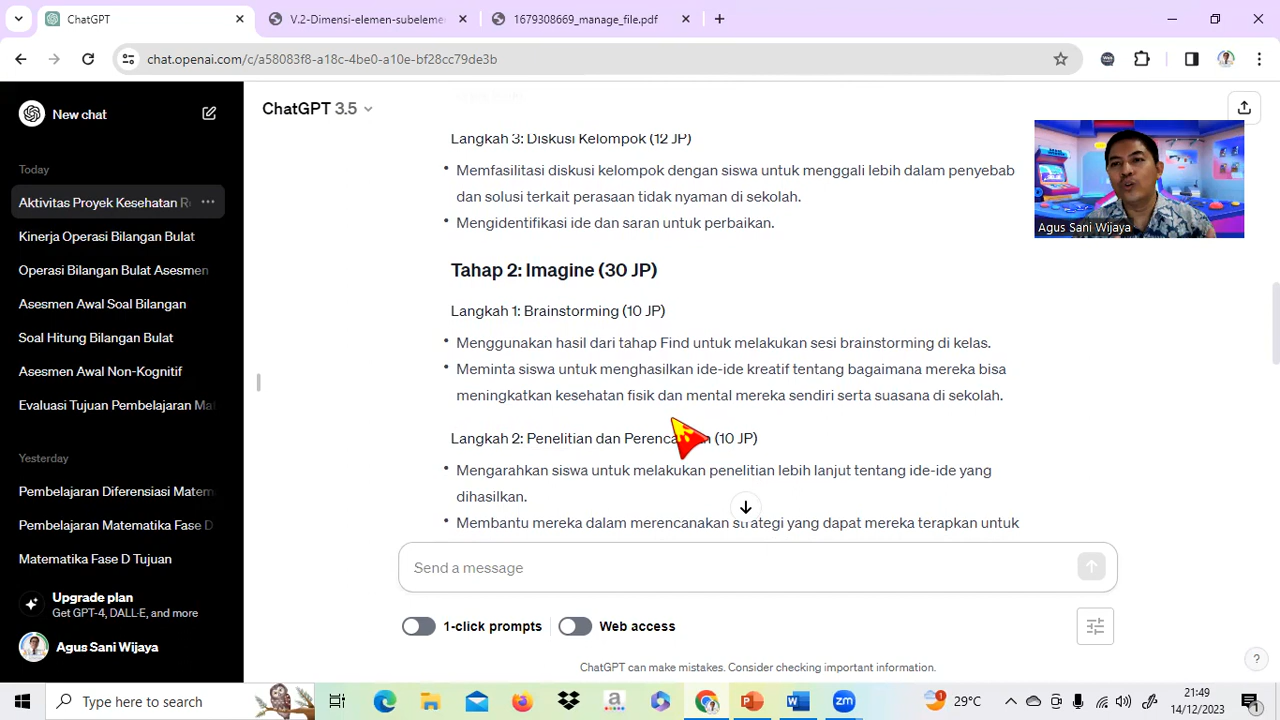 ChatGPT
V.2-Dimensi-elemen-subeleme
1679308669_manage_file.pdf
chat.openai.com/c/a58083f8-a18c-4be0-a10e-bf28cc79de3b
New chat
ChatGPT 3.5
Today
Aktivitas Proyek Kesehatan R
Kinerja Operasi Bilangan Bulat
Operasi Bilangan Bulat Asesmen
Asesmen Awal Soal Bilangan
Soal Hitung Bilangan Bulat
Asesmen Awal Non-Kognitif
Evaluasi Tujuan Pembelajaran Ma
Yesterday
Pembelajaran Diferensiasi Matem
Pembelajaran Matematika Fase D
Matematika Fase D Tujuan
Upgrade plan
Get GPT-4, DALL-E, and more
Agus Sani Wijaya
Langkah 3: Diskusi Kelompok (12 JP)
Memfasilitasi diskusi kelompok dengan siswa untuk menggali lebih dalam penyebab
dan solusi terkait perasaan tidak nyaman di sekolah.
Mengidentifikasi ide dan saran untuk perbaikan.
Tahap 2: Imagine (30 JP)
Langkah 1: Brainstorming (10 JP)
Menggunakan hasil dari tahap Find untuk melakukan sesi brainstorming di kelas.
Meminta siswa untuk menghasilkan ide-ide kreatif tentang bagaimana mereka bisa
meningkatkan kesehatan fisik dan mental mereka sendiri serta suasana di sekolah.
Langkah 2: Penelitian dan (10 JP)
Mengarahkan siswa untuk melakukan penelitian lebih lanjut tentang ide-ide yang
dihasilkan.
Membantu mereka dalam merencanakan strategi yang dapat mereka terapkan untuk
Send a message
1-click prompts
Web access
ChatGPT can make mistakes. Consider checking important information.
?
Agus Sani Wijaya
Type here to search
29°C
21:49
14/12/2023